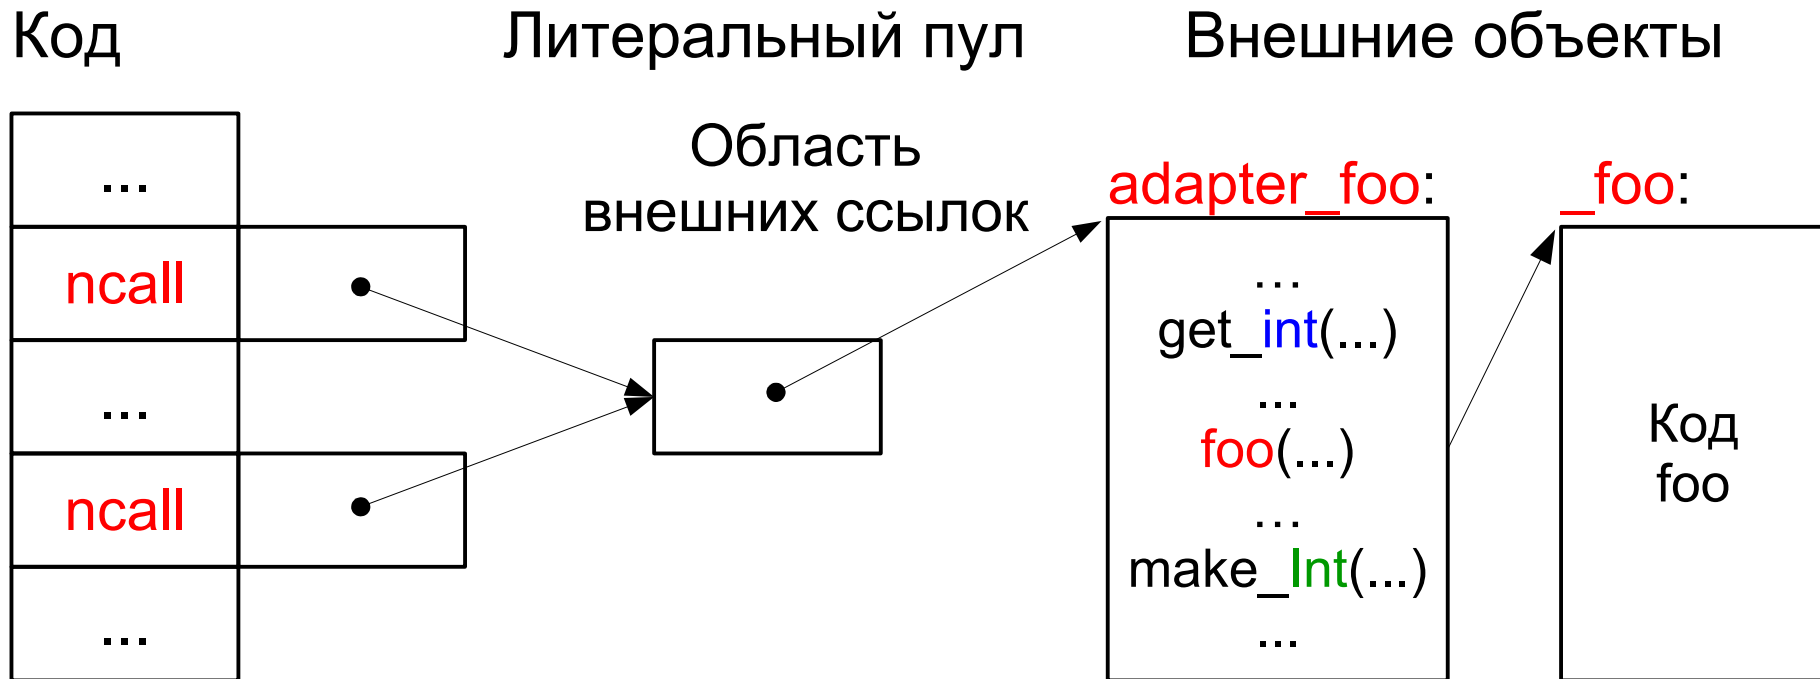 Код
Литеральный пул
Внешние объекты
...
ncall
...
ncall
...
Область
внешних ссылок
adapter_foo:
...
get_int(...)
...
foo(...)
...
make_Int(...)
...
_foo:
Код
foo